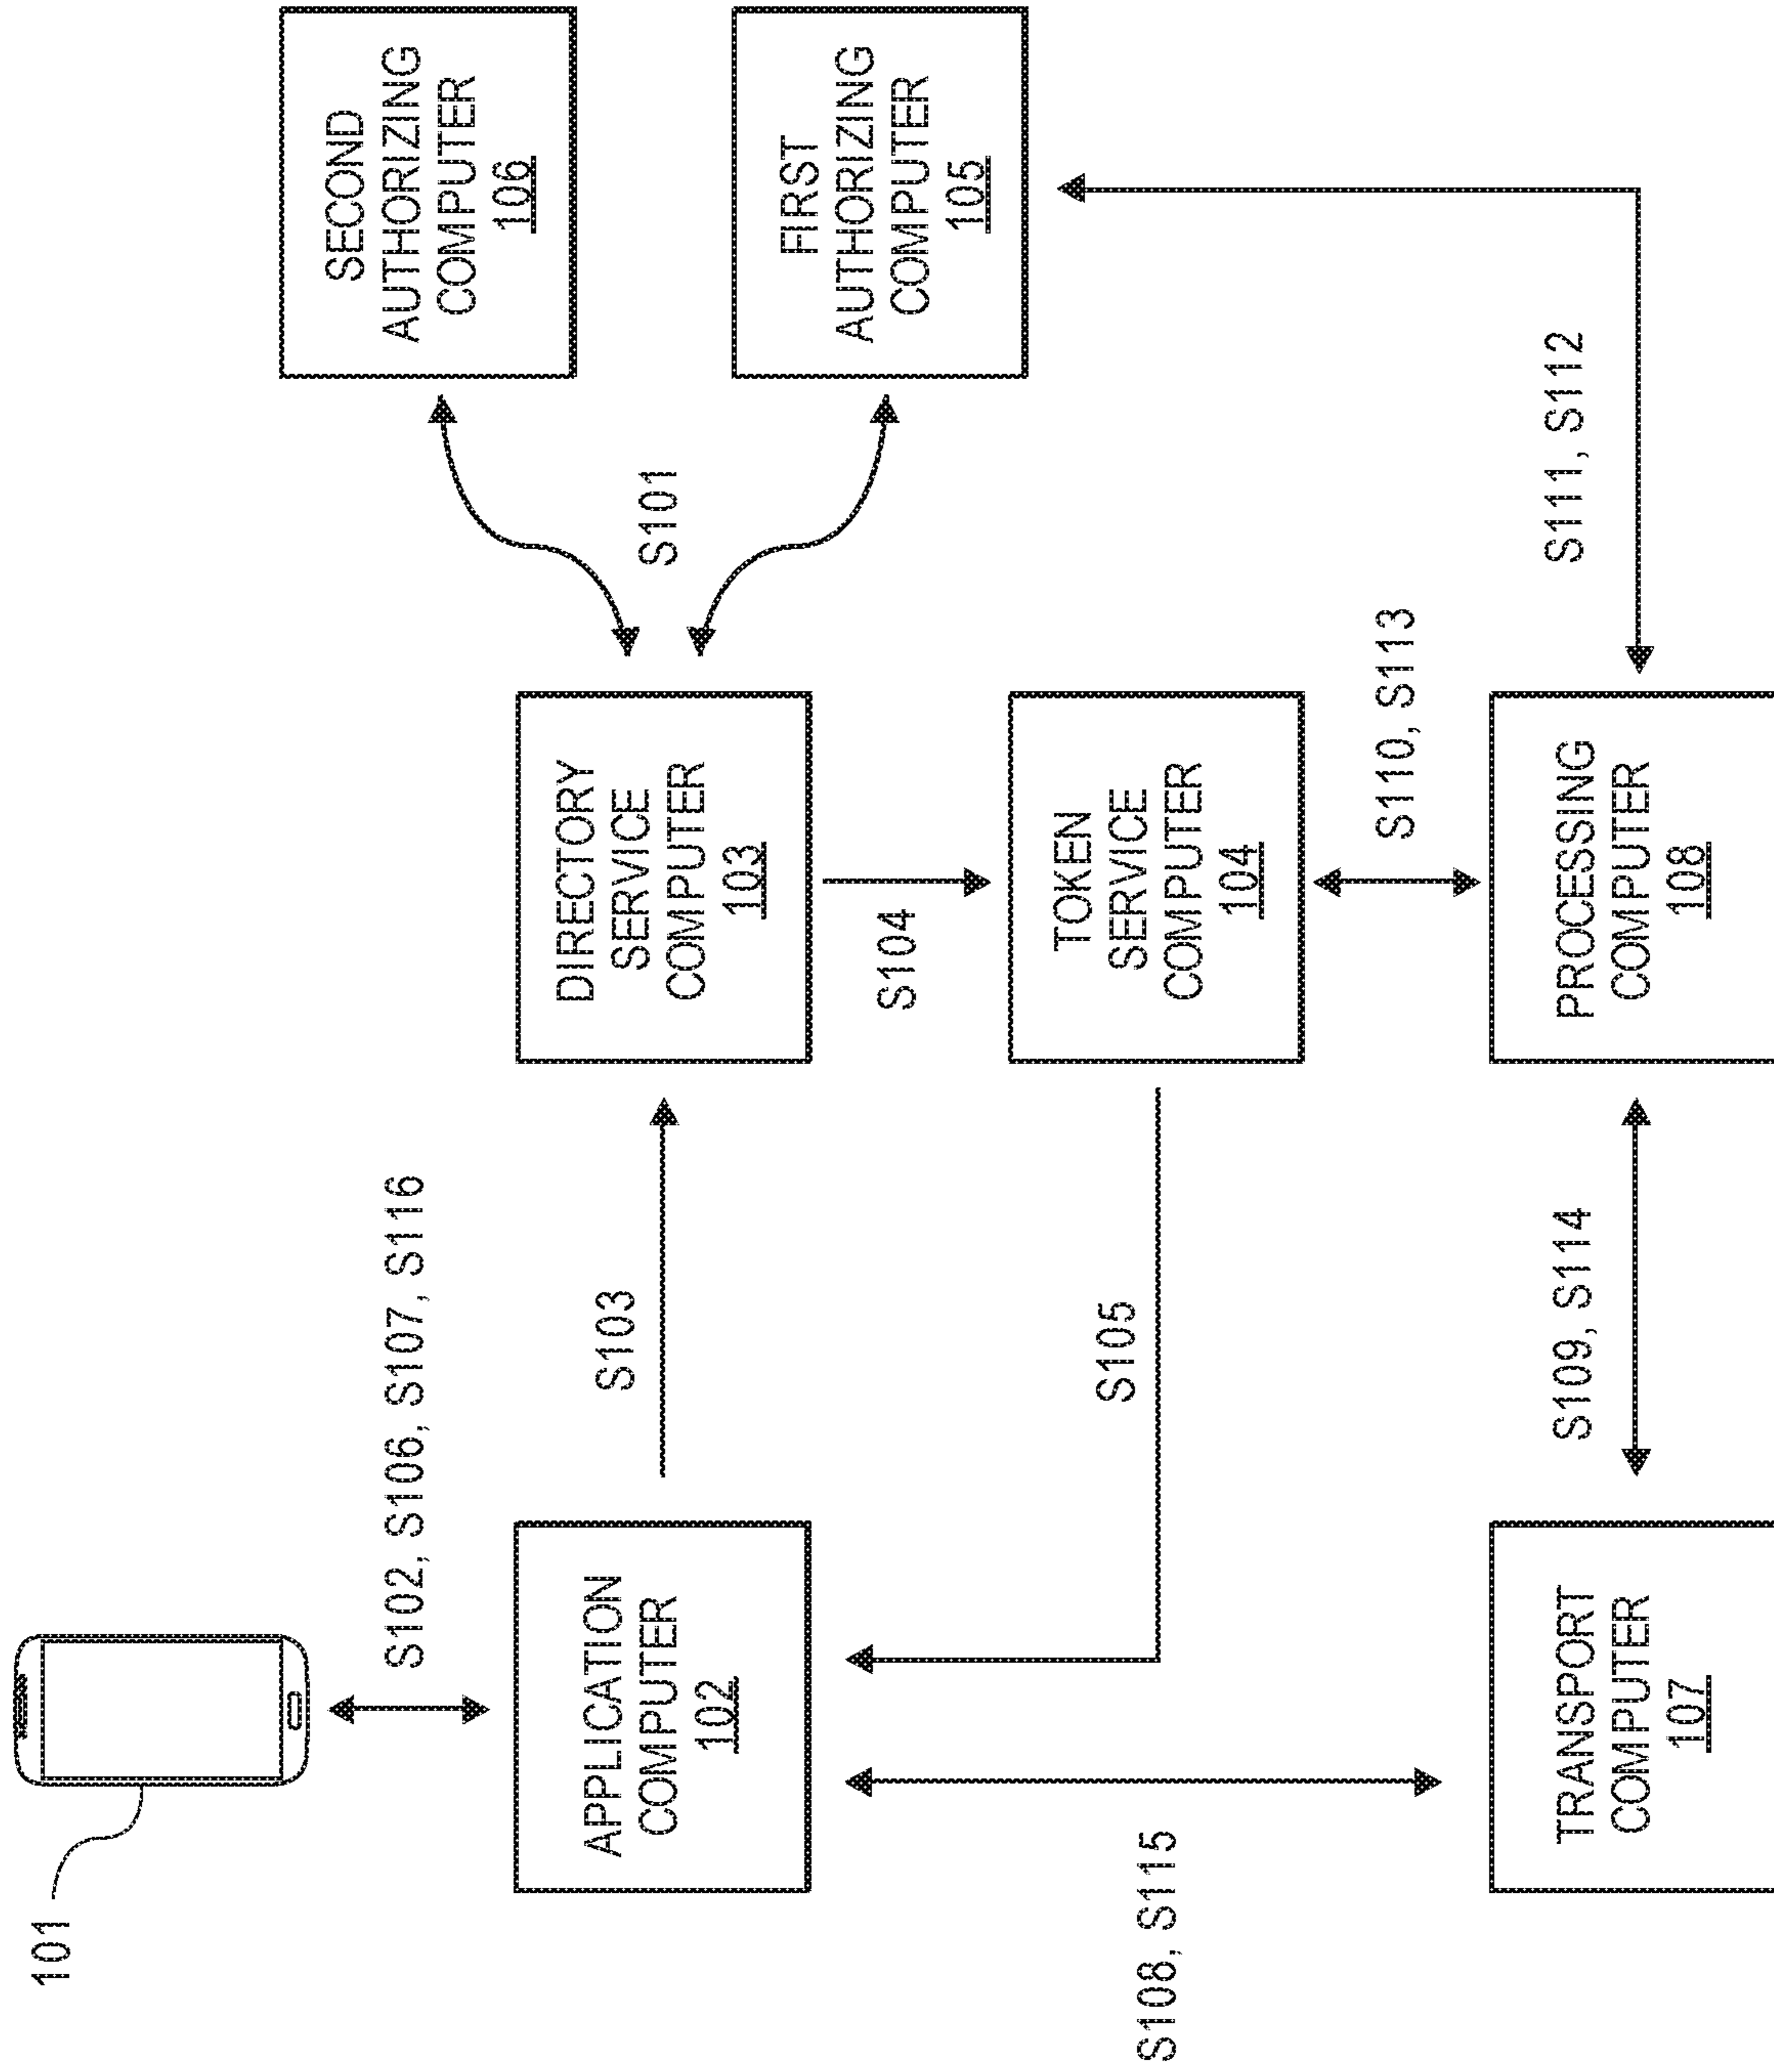 101
S102, S106, S107, S116
APPLICATION
COMPUTER
102
S103
DIRECTORY
SERVICE
COMPUTER
103
S101
SECOND
AUTHORIZING
COMPUTER
106
FIRST
AUTHORIZING
COMPUTER
105
S104
TOKEN
SERVICE
COMPUTER
104
S105
S108, S115
S110, S113
S111, S112
TRANSPORT
COMPUTER
107
S109, S114
PROCESSING
COMPUTER
108